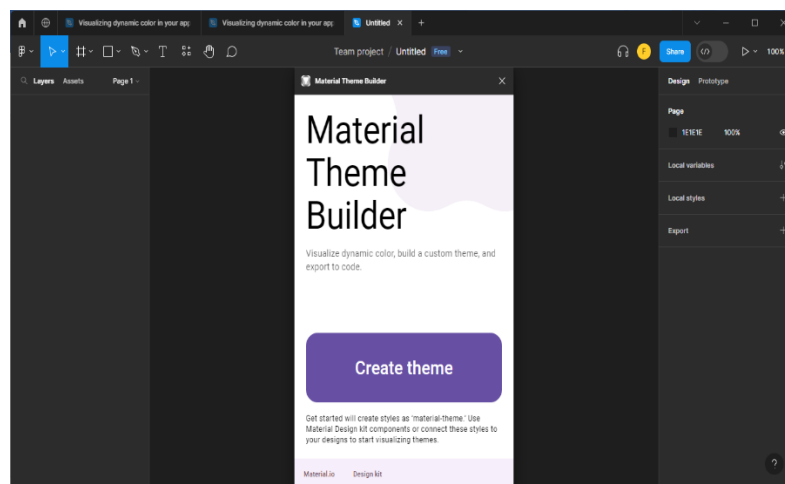 Visualizing dynamic color in your app
Visualizing dynamic color in your app
Untitled
Team project / Untitled Free
F
Share
100%
Layers
Assets
Page 1
Material Theme Builder
Design
Prototype
Material
Theme
Builder
Visualize dynamic color, build a custom theme, and
export to code.
Create theme
Get started will create styles as 'material-theme.' Use
Material Design kit components or connect these styles to
your designs to start visualizing themes.
Material.io
Design kit
Page
1E1E1E
100%
Local variables
Local styles
Export
?